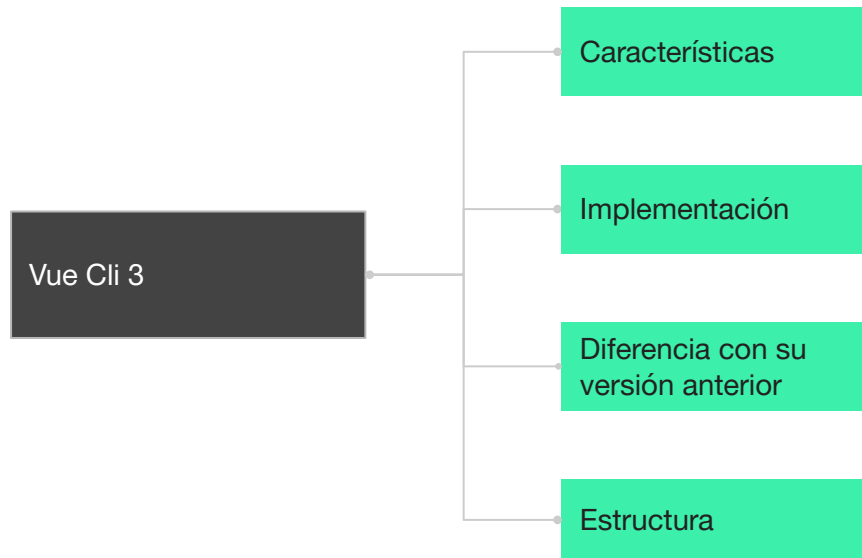 Características
Implementación
Vue Cli 3
Diferencia con su
versión anterior
Estructura